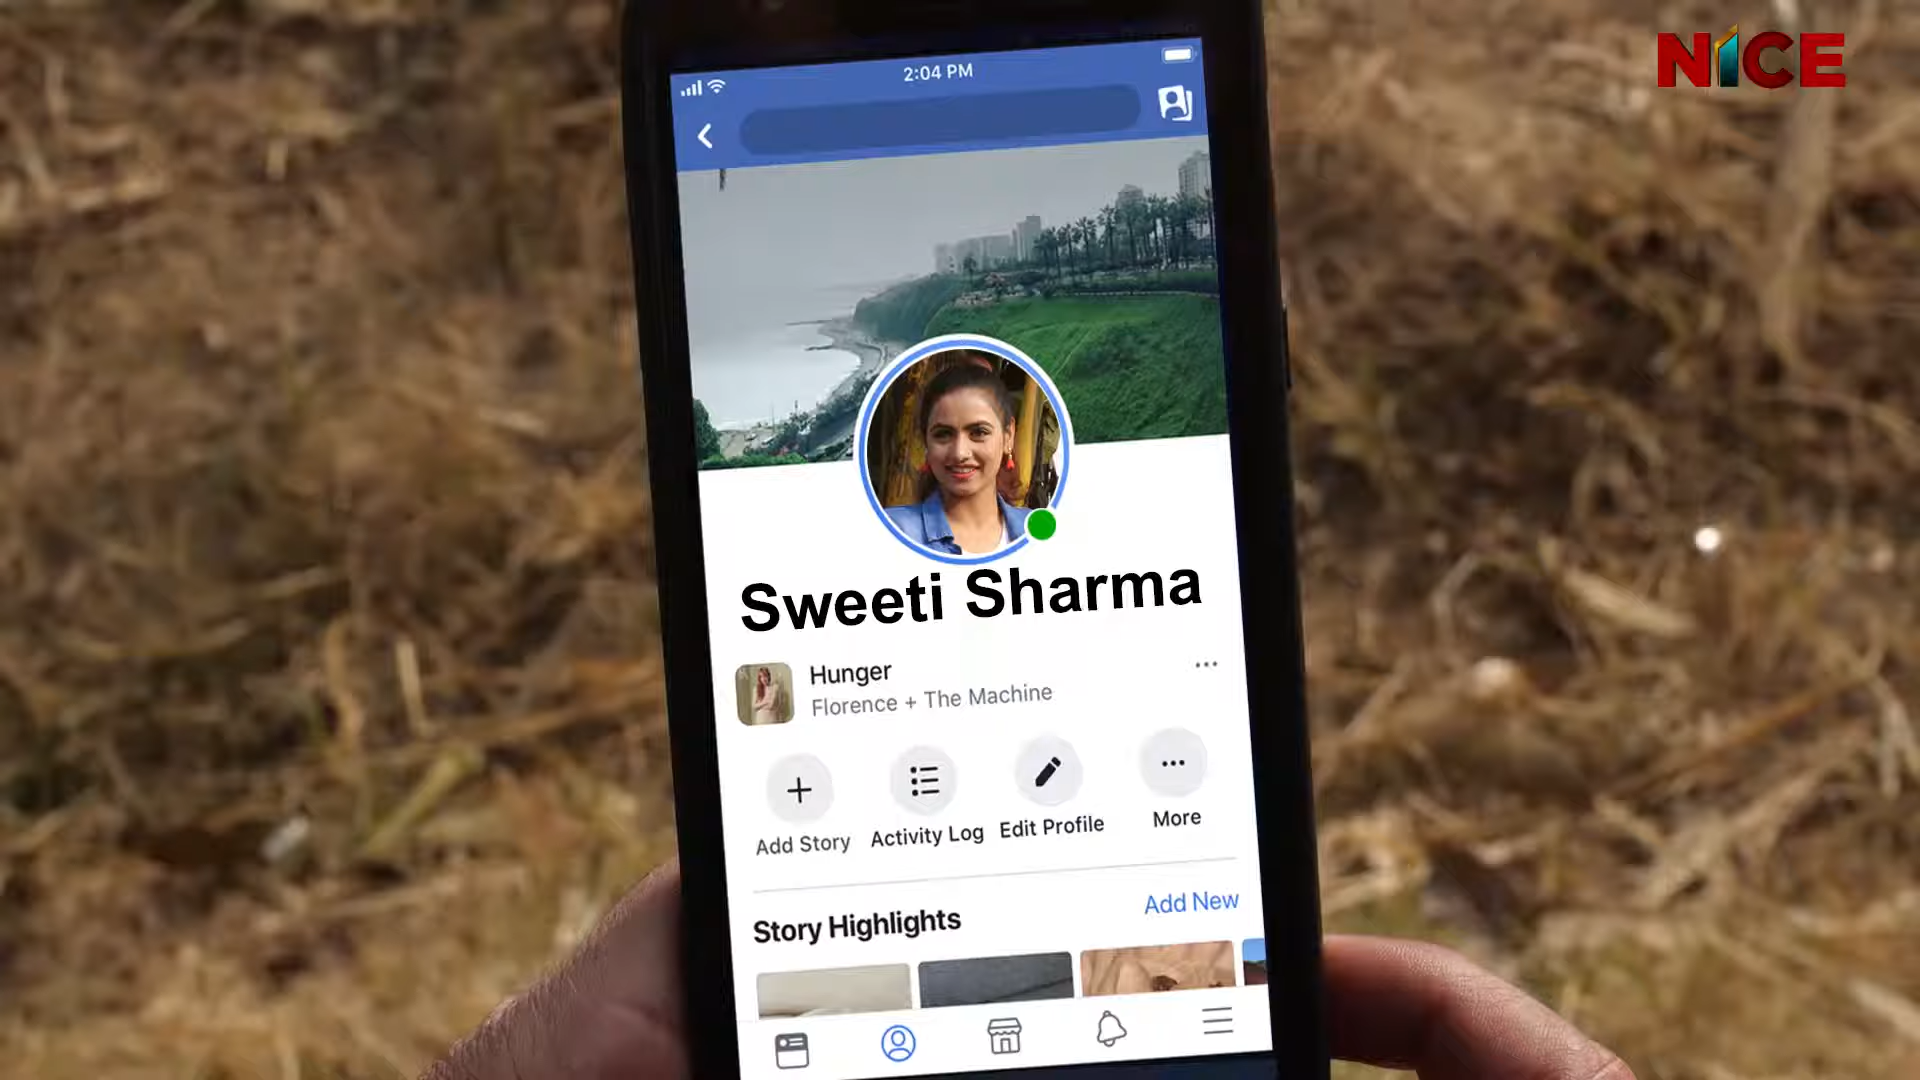 NICE
2:04 PM
Sweeti Sharma
Hunger
Florence + The Machine
Add Story
Activity Log
Edit Profile
More
Story Highlights
Add New